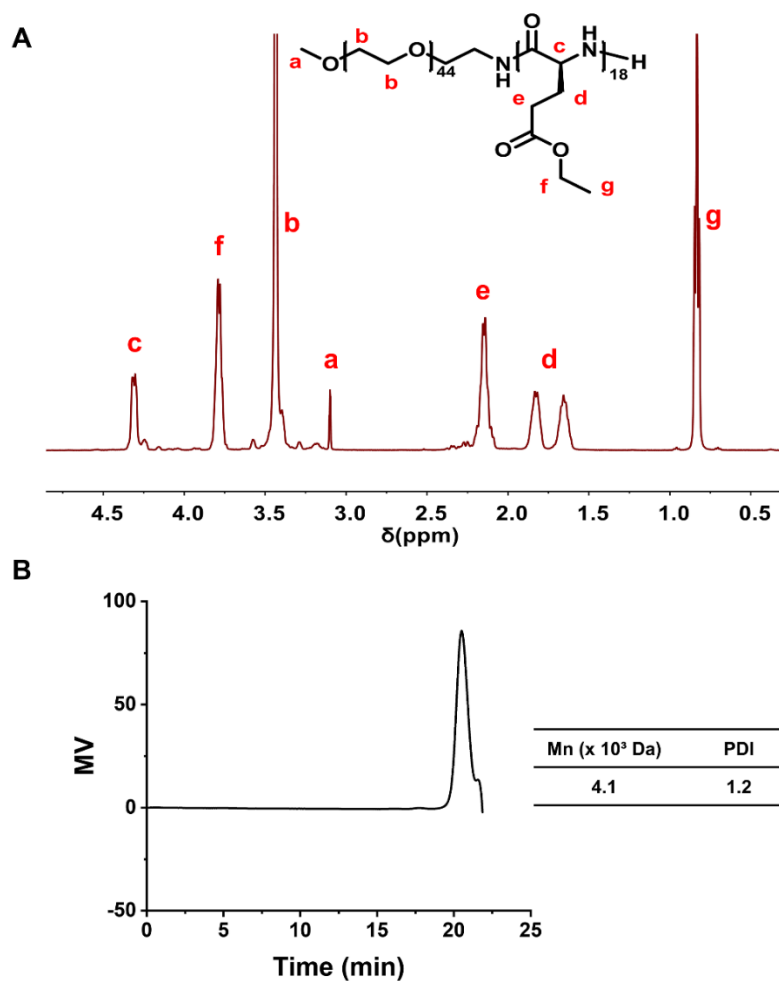 A
O
b
c
H
N
a
O
O
N
H
H
b
44
18
e
d
O
O
f
g
b
f
g
e
c
a
d
4.5 4.0 3.5 3.0 2.5 2.0 1.5 1.0 0.5
δ(ppm)
B
100
50
0
-50
MV
0 5 10 15 20 25
Time (min)
Mn (x 10³ Da) PDI
4.1 1.2